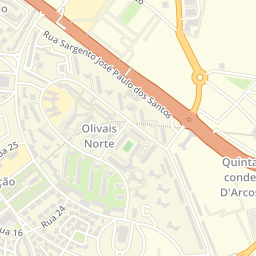 Rua Sargento José Paulo dos Santos
Olivais
Norte
Rua 25
Quinta
conde
D'Arcos
ção
Rua 24
Rua 16